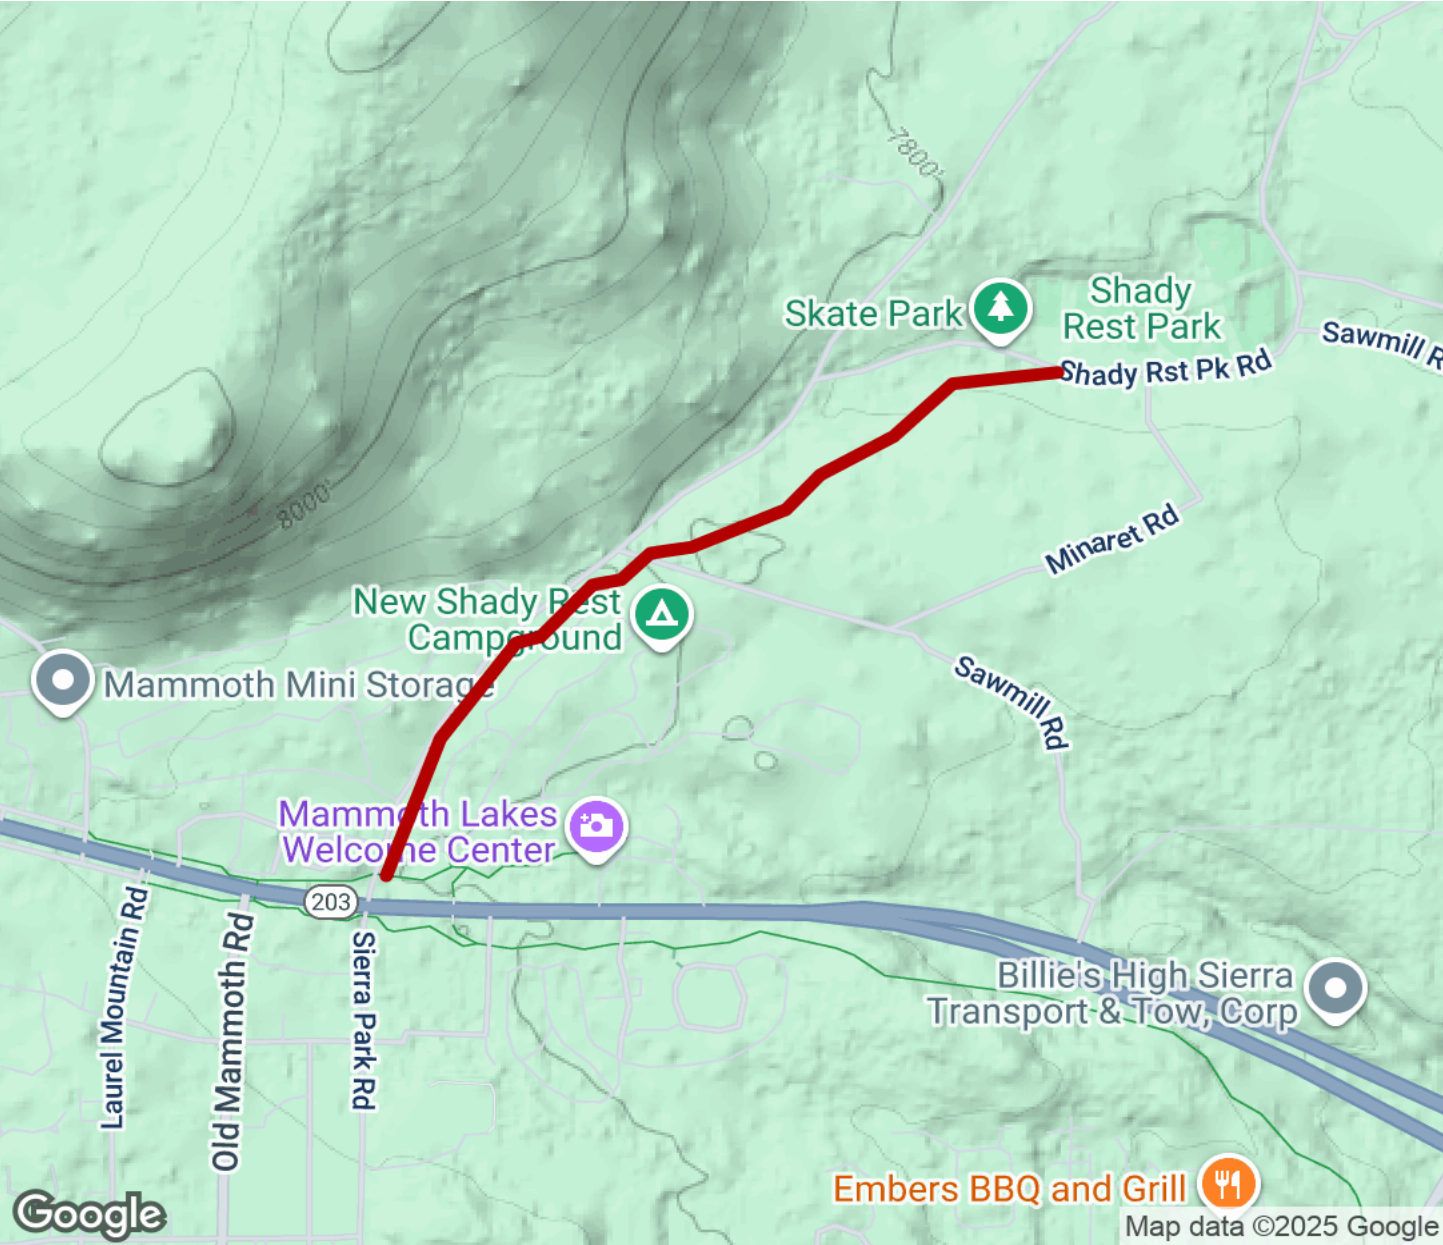 7800'
Skate Park
Shady
Rest Park
Sawmill R
Shady Rst Pk Rd
8000'
Minaret Rd
New Shady Rest
Campground
Mammoth Mini Storage
Sawmill Rd
Mammoth Lakes
Welcome Center
203
Laurel Mountain Rd
Old Mammoth Rd
Sierra Park Rd
Billie's High Sierra
Transport & Tow, Corp
Embers BBQ and Grill
Google
Map data ©2025 Google